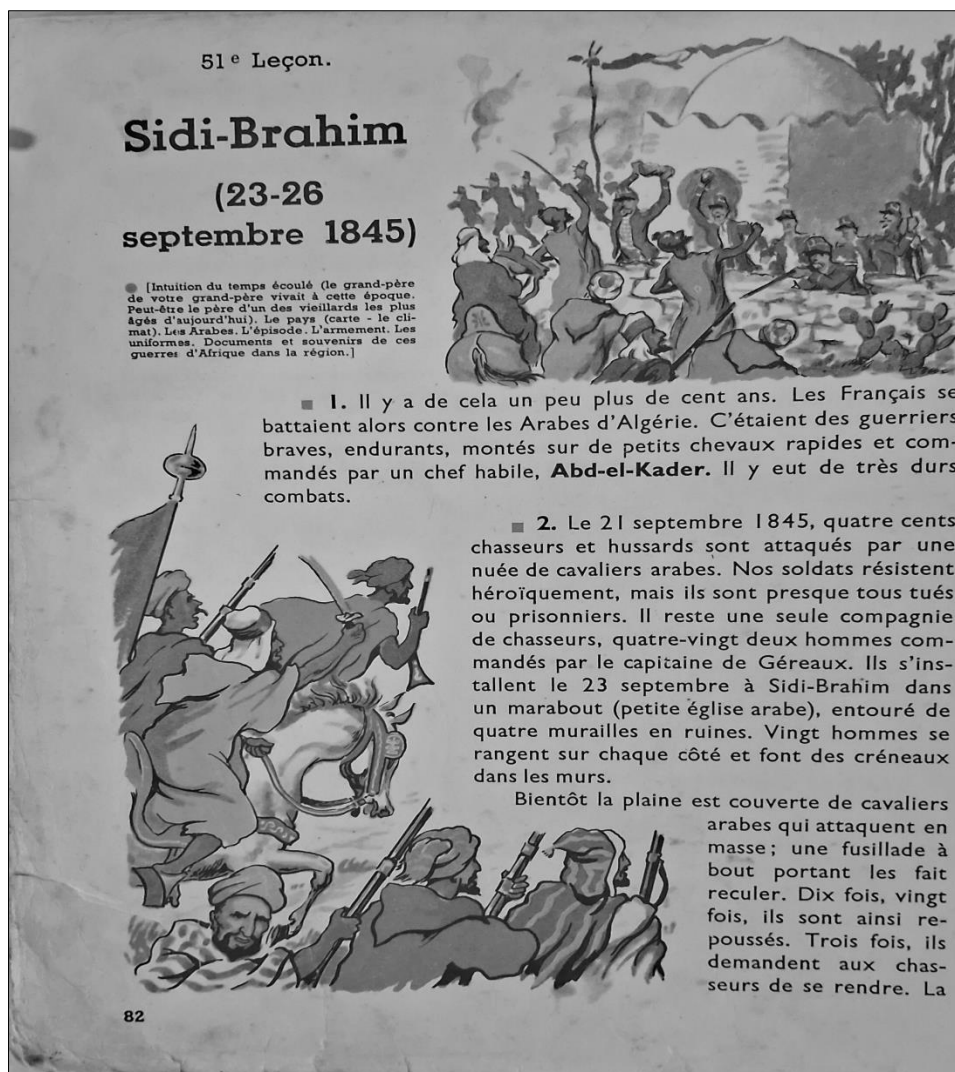 51e Leçon.
Sidi-Brahim
(23-26
septembre 1845)
[Intuition du temps écoulé (le grand-père
de votre grand-père vivait à cette époque.
Peut-être le père d'un des vieillards les plus
âgés d'aujourd'hui). Le pays (carte - le cli-
mat). Les Arabes. L'épisode. L'armement. Les
uniformes. Documents et souvenirs de ces
guerres d'Afrique dans la région.]
1. Il y a de cela un peu plus de cent ans. Les Français se
battaient alors contre les Arabes d'Algérie. C'étaient des guerriers
braves, endurants, montés sur de petits chevaux rapides et com-
mandés par un chef habile, Abd-el-Kader. Il y eut de très durs
combats.
2. Le 21 septembre 1845, quatre cents
chasseurs et hussards sont attaqués par une
nuée de cavaliers arabes. Nos soldats résistent
héroïquement, mais ils sont presque tous tués
ou prisonniers. Il reste une seule compagnie
de chasseurs, quatre-vingt deux hommes com-
mandés par le capitaine de Géreaux. Ils s'ins-
tallent le 23 septembre à Sidi-Brahim dans
un marabout (petite église arabe), entouré de
quatre murailles en ruines. Vingt hommes se
rangent sur chaque côté et font des créneaux
dans les murs.
Bientôt la plaine est couverte de cavaliers
arabes qui attaquent en
masse; une fusillade à
bout portant les fait
reculer. Dix fois, vingt
fois, ils sont ainsi re-
poussés. Trois fois, ils
demandent aux chas-
seurs de se rendre. La
82